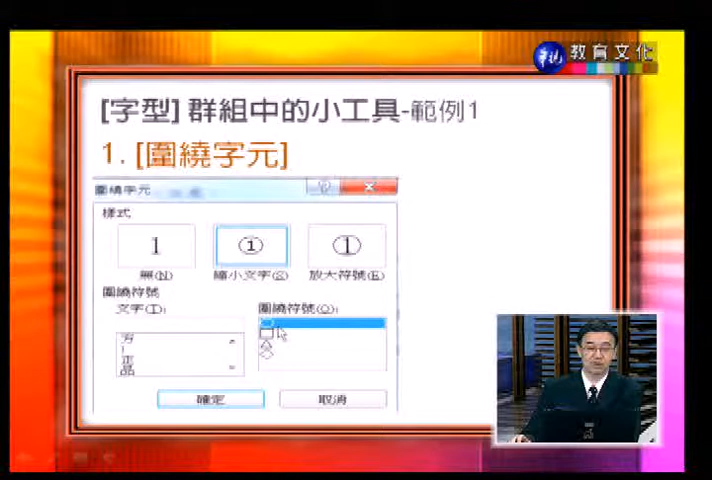 華視
教育文化
[字型] 群組中的小工具-範例1
1. [圍繞字元]
圍繞字元
樣式
1
①
①
無(N)
縮小文字(S)
放大符號(E)
圍繞符號
文字(T):
圍繞符號(O):
方
!
正
品
○
□
△
◇
確定
取消